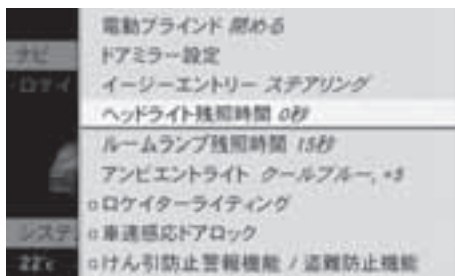 電動ブラインド 閉める
ナビ
ドアミラー設定
イージーエントリー ステアリング
ヘッドライト残照時間 0秒
ルームランプ残照時間 15秒
アンビエントライト クールブルー, +5
ロケイターライティング
システ
車速感応ドアロック
22℃
けん引防止警報機能 / 盗難防止機能